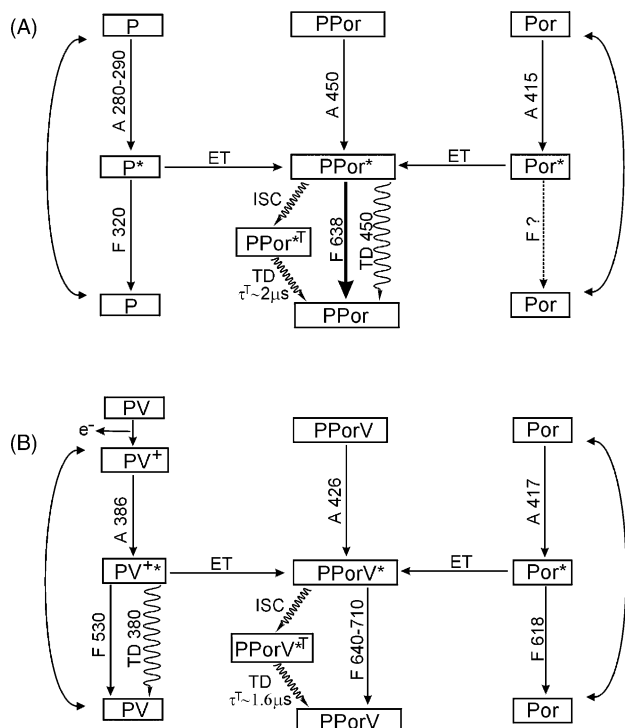 (A)
P
PPor
Por
A 280-290
A 450
A 415
P*
ET
PPor*
ET
Por*
ISC
F 320
PPor*T
F 638
TD 450
F ?
TD
τT~2μs
P
PPor
Por
(B)
PV
e-
PV+
PPorV
Por
A 386
A 426
A 417
PV+*
ET
PPorV*
ET
Por*
ISC
F 530
TD 380
PPorV*T
F 640-710
F 618
TD
τT~1.6μs
PV
PPorV
Por